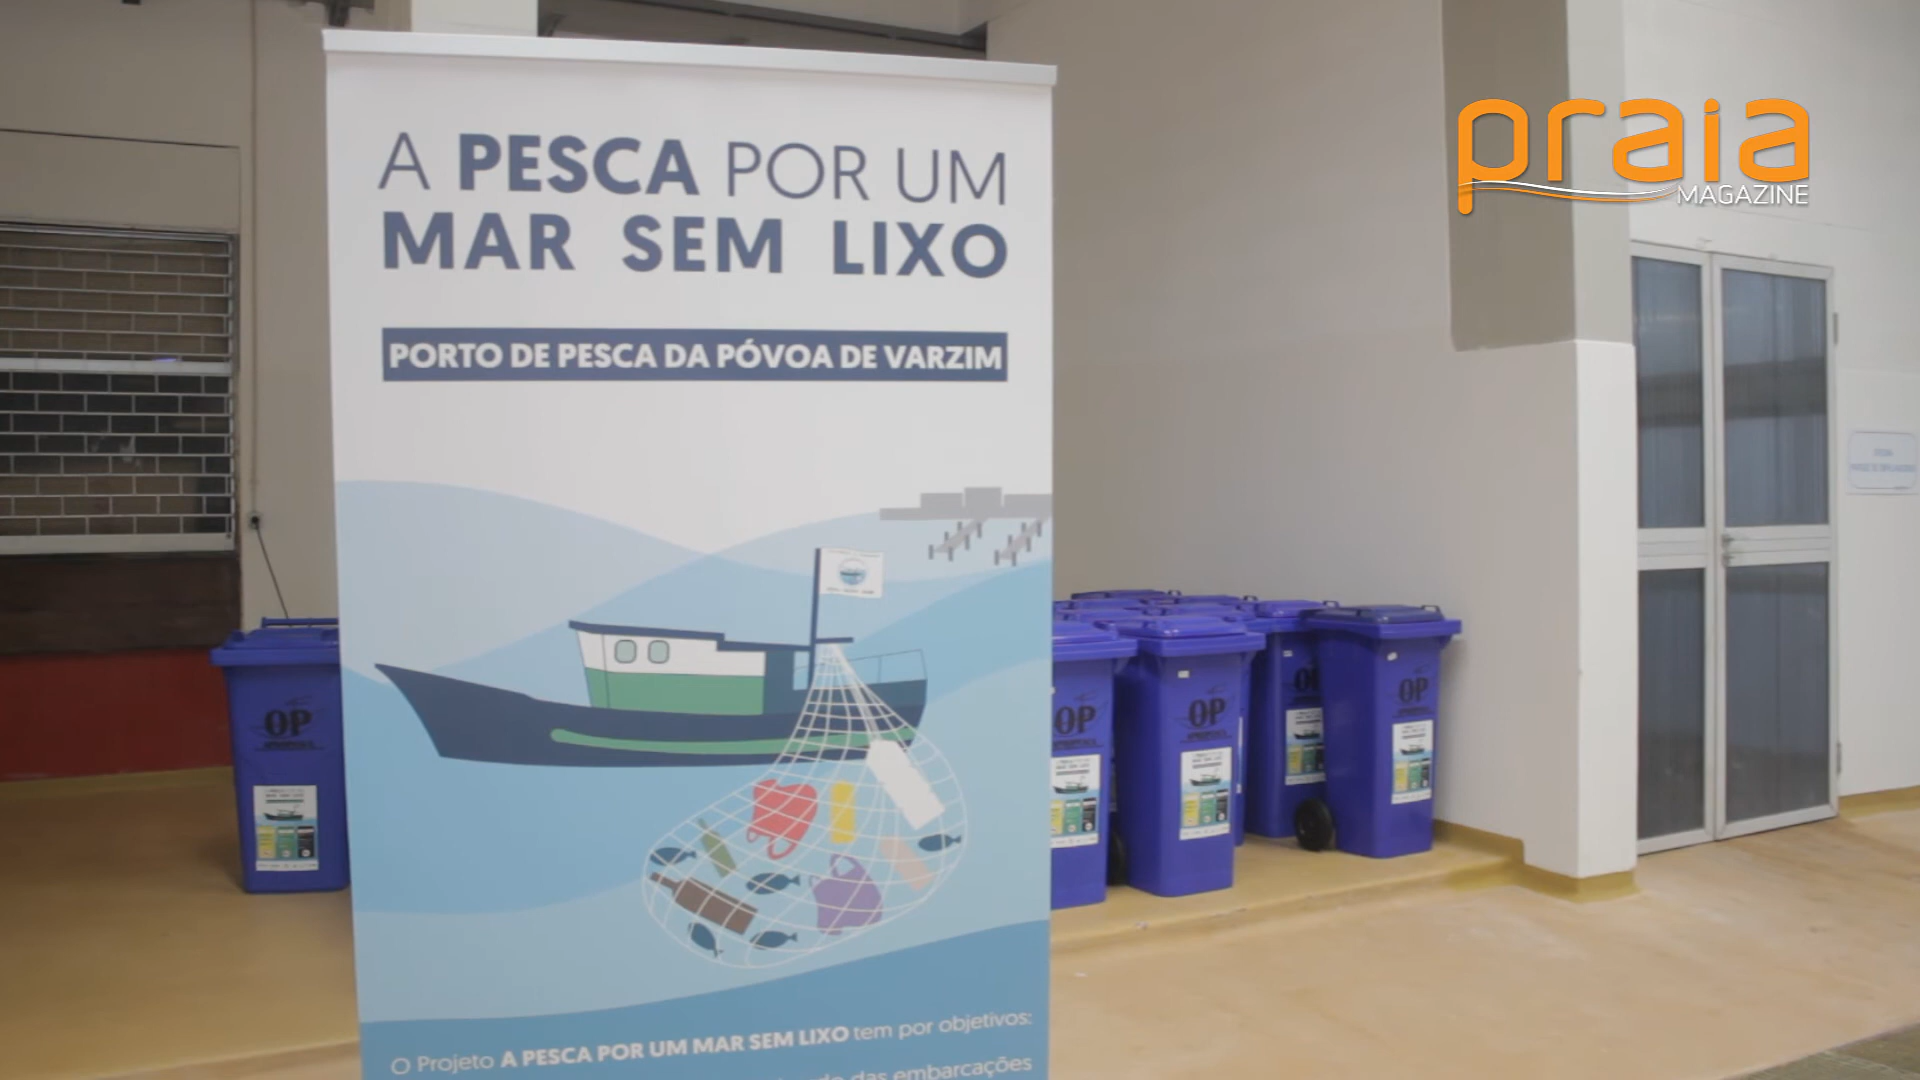 A PESCA POR UM
MAR SEM LIXO
PORTO DE PESCA DA PÓVOA DE VARZIM
O Projeto A PESCA POR UM MAR SEM LIXO tem por objetivos:
das embarcações
praia
MAGAZINE
OP
OP
OP
OP
OP